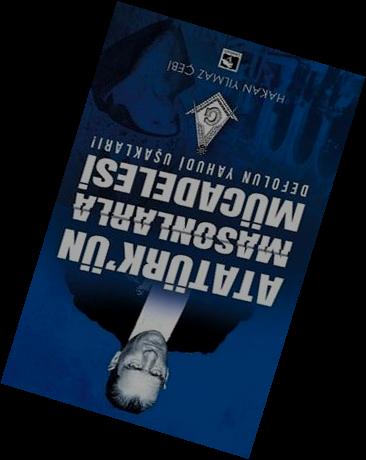 ATATÜRK'ÜN
MASONLARLA
MÜCADELESİ
DEFOLUN YAHUDİ UŞAKLARI!
G
HAKAN YILMAZ ÇEBİ